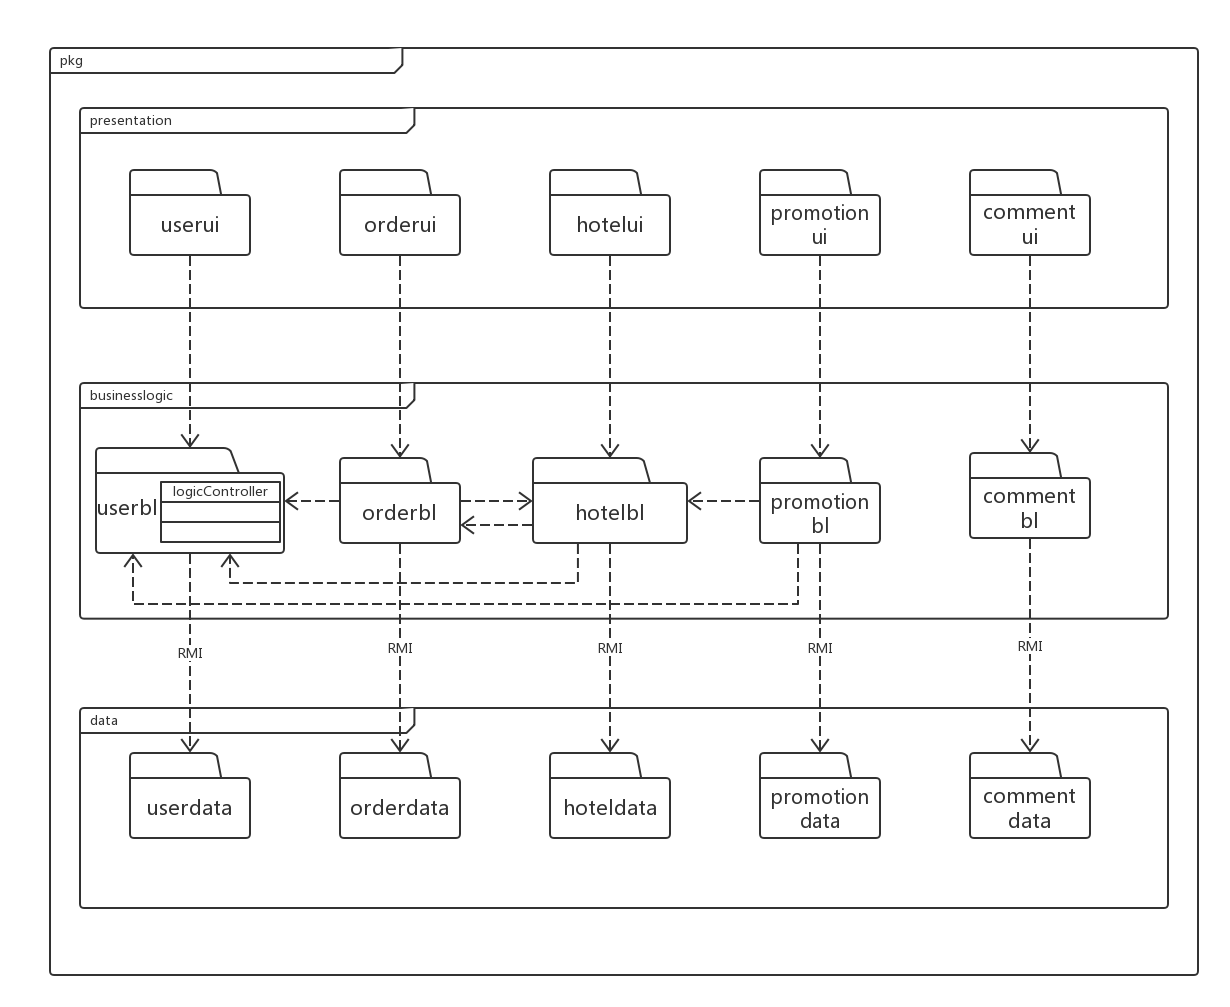 pkg
presentation
userui
orderui
hotelui
promotion
ui
comment
ui
businesslogic
userbl
logicController
orderbl
hotelbl
promotion
bl
comment
bl
RMI
RMI
RMI
RMI
RMI
data
userdata
orderdata
hoteldata
promotion
data
comment
data